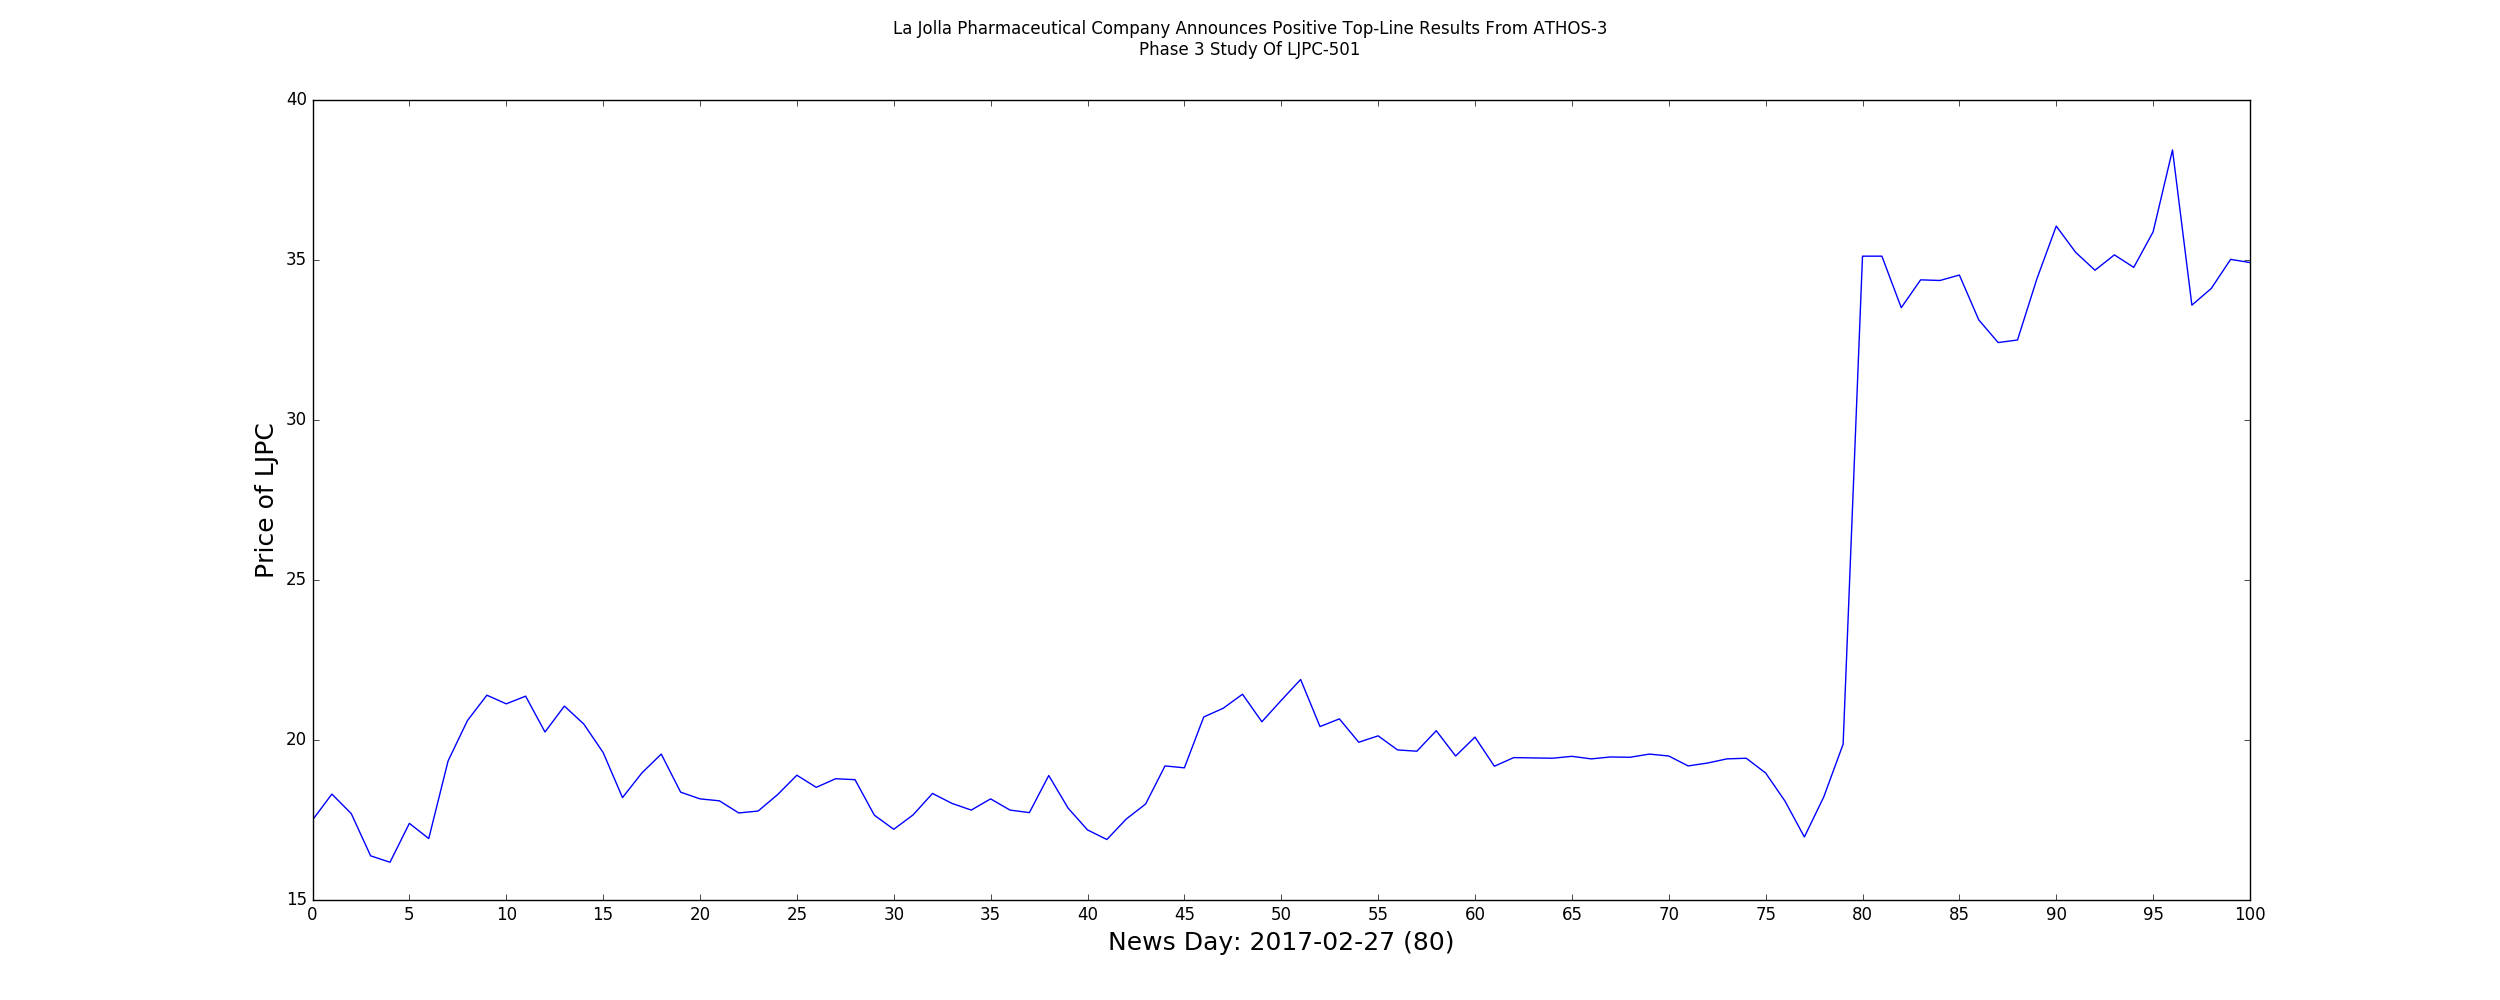 La Jolla Pharmaceutical Company Announces Positive Top-Line Results From ATHOS-3
Phase 3 Study Of LJPC-501
40
35
30
25
20
15
Price of LJPC
0 5 10 15 20 25 30 35 40 45 50 55 60 65 70 75 80 85 90 95 100
News Day: 2017-02-27 (80)